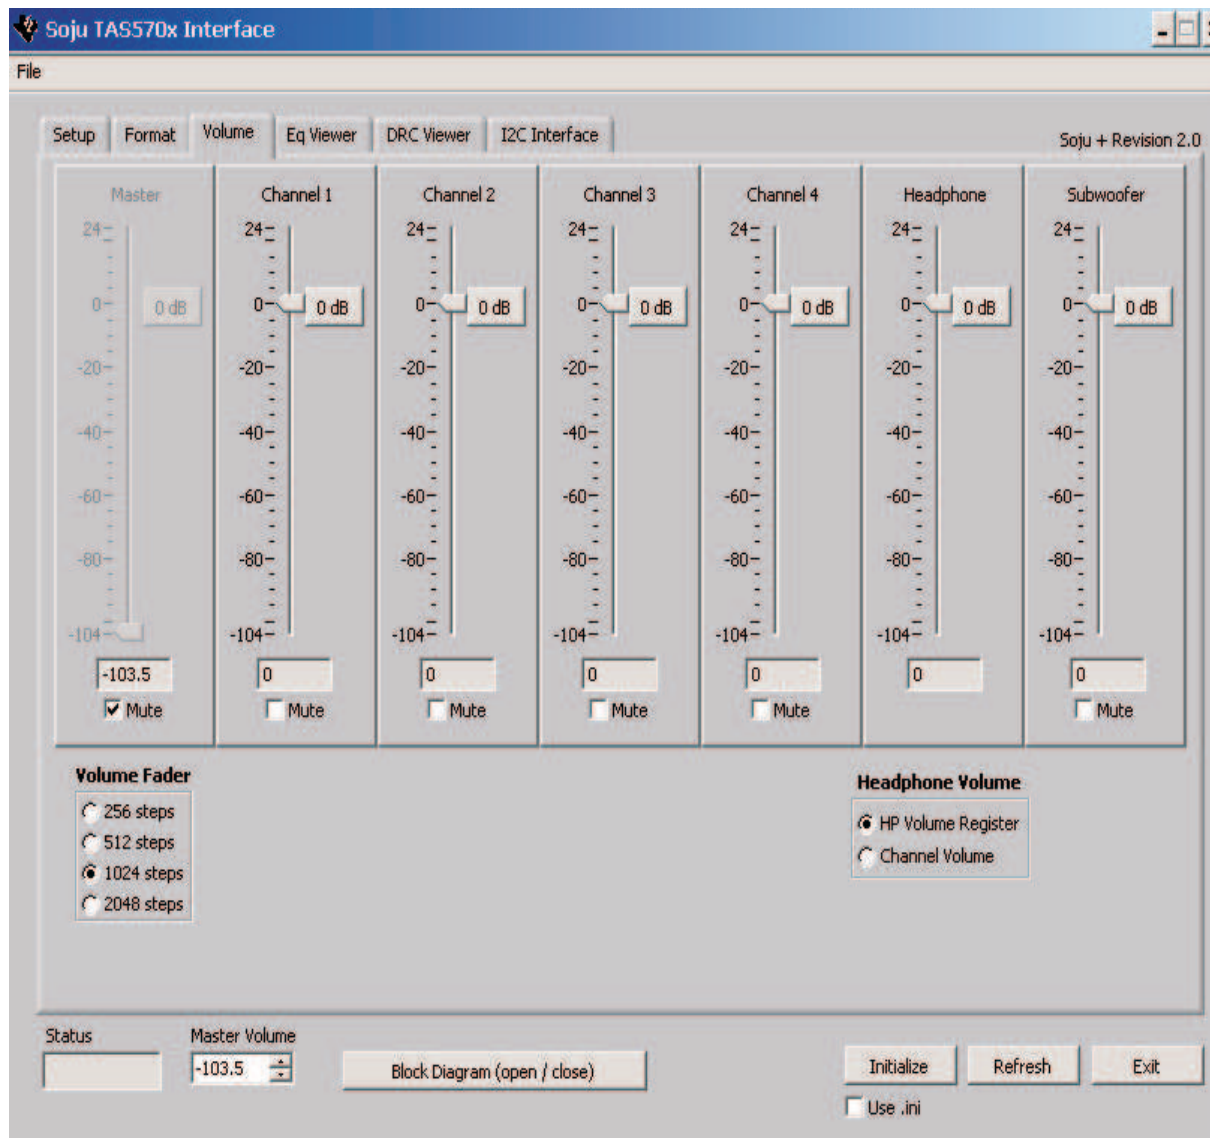 Soju TAS570x Interface
File
Setup Format Volume Eq Viewer DRC Viewer I2C Interface
Soju + Revision 2.0
Master Channel 1 Channel 2 Channel 3 Channel 4 Headphone Subwoofer
24 24 24 24 24 24 24
0 0 dB 0 0 dB 0 0 dB 0 0 dB 0 0 dB 0 0 dB 0 0 dB
-20 -20 -20 -20 -20 -20 -20
-40 -40 -40 -40 -40 -40 -40
-60 -60 -60 -60 -60 -60 -60
-80 -80 -80 -80 -80 -80 -80
-104 -104 -104 -104 -104 -104 -104
-103.5 0 0 0 0 0 0
Mute Mute Mute Mute Mute Mute
Volume Fader
256 steps
512 steps
1024 steps
2048 steps
Headphone Volume
HP Volume Register
Channel Volume
Status
Master Volume
-103.5
Block Diagram (open / close)
Initialize Refresh Exit
Use .ini